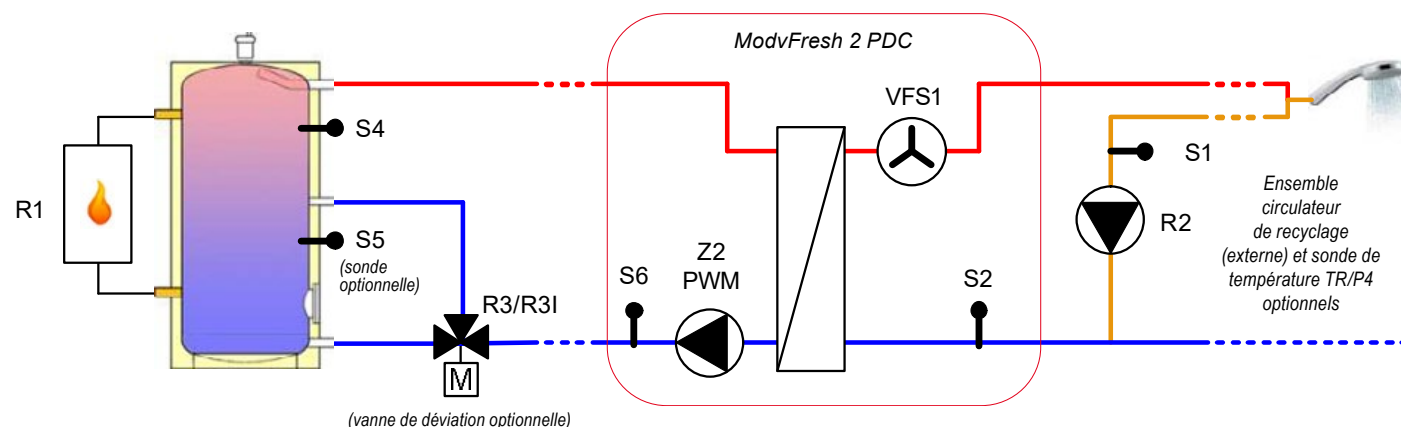 ModvFresh 2 PDC
VFS1
S4
S1
R1
Ensemble
circulateur
de recyclage
(externe) et sonde de
température TR/P4
optionnels
R2
S5
(sonde
optionnelle)
Z2
PWM
S6
S2
R3/R3I
M
(vanne de déviation optionnelle)